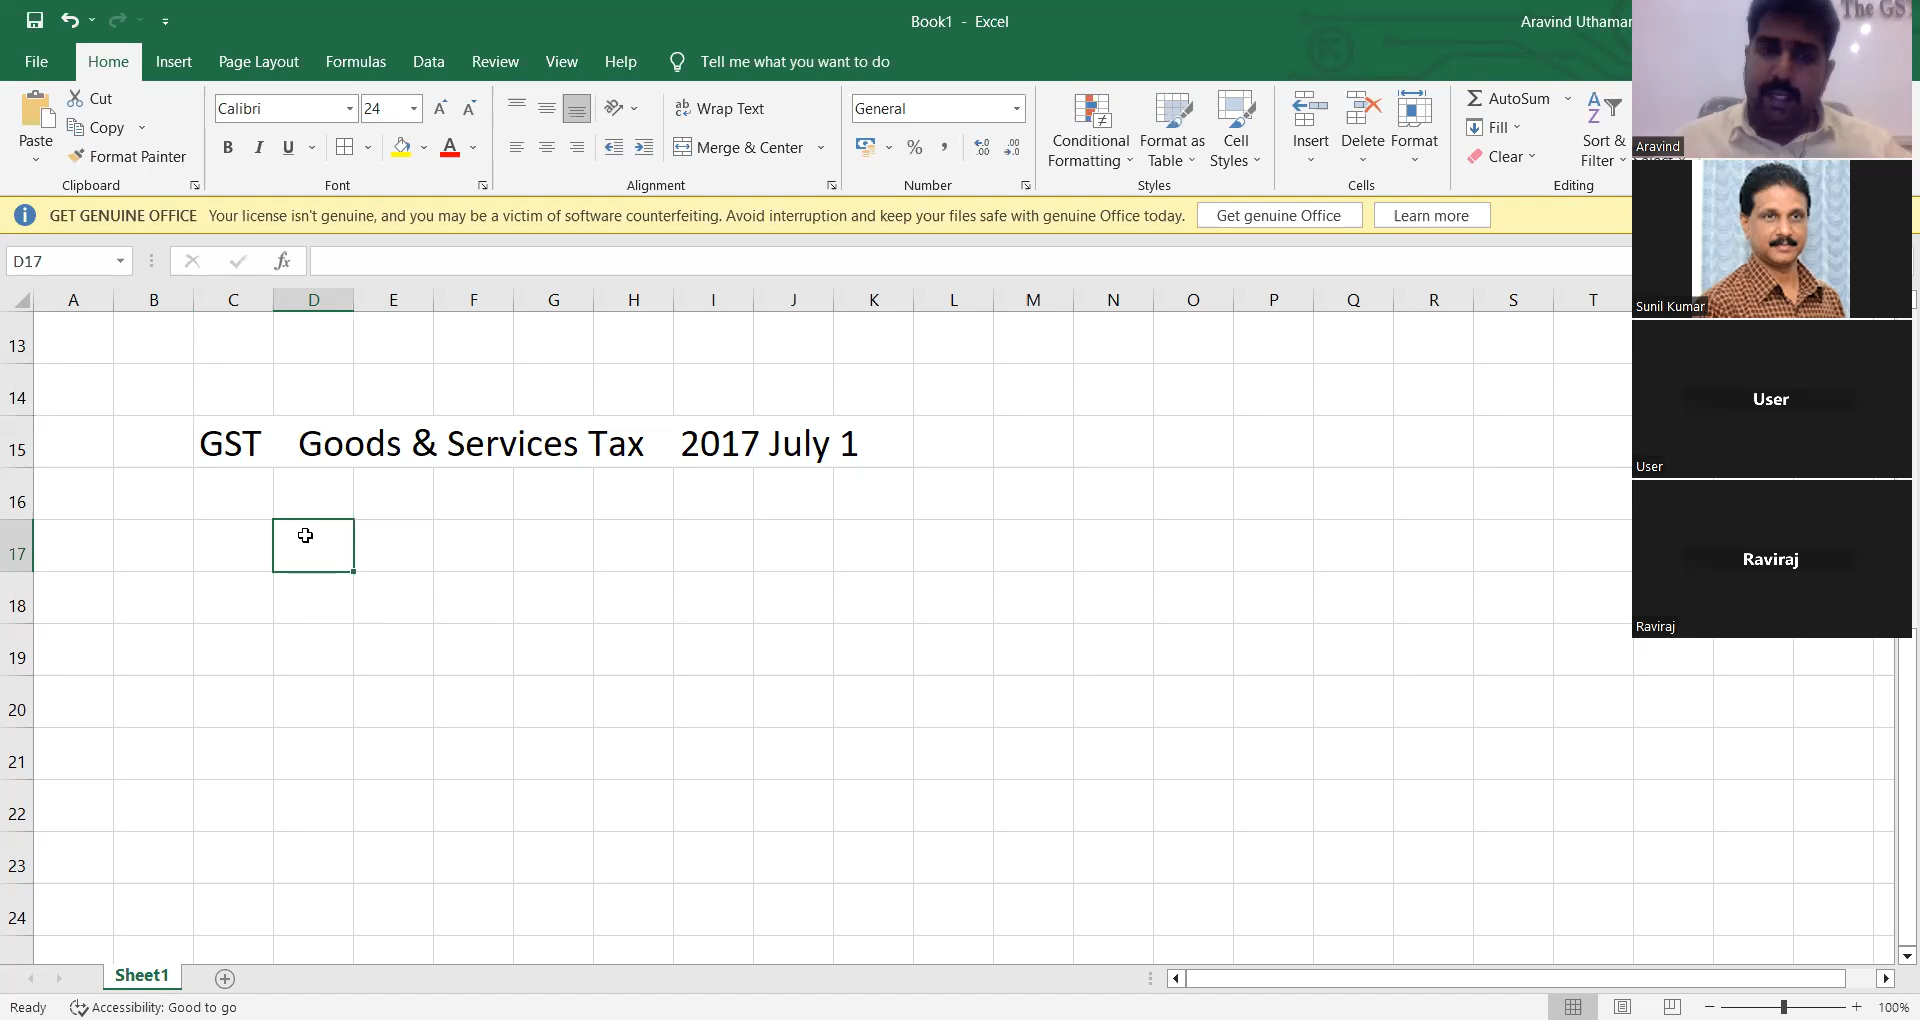 Book1 - Excel
Aravind Uthaman
The GS
File Home Insert Page Layout Formulas Data Review View Help Tell me what you want to do
Paste
Cut
Copy
Format Painter
Clipboard
Calibri 24
B I U
Font
Wrap Text
Merge & Center
Alignment
General
Number
Conditional Formatting
Format as Table
Cell Styles
Styles
Insert Delete Format
Cells
AutoSum
Fill
Clear
Sort & Filter
Editing
Aravind
GET GENUINE OFFICE Your license isn't genuine, and you may be a victim of software counterfeiting. Avoid interruption and keep your files safe with genuine Office today. Get genuine Office Learn more
D17
fx
A B C D E F G H I J K L M N O P Q R S T
Sunil Kumar
13
14
15 GST Goods & Services Tax 2017 July 1
16
17
18
19
20
21
22
23
24
User
User
Raviraj
Raviraj
Sheet1
Ready Accessibility: Good to go 100%